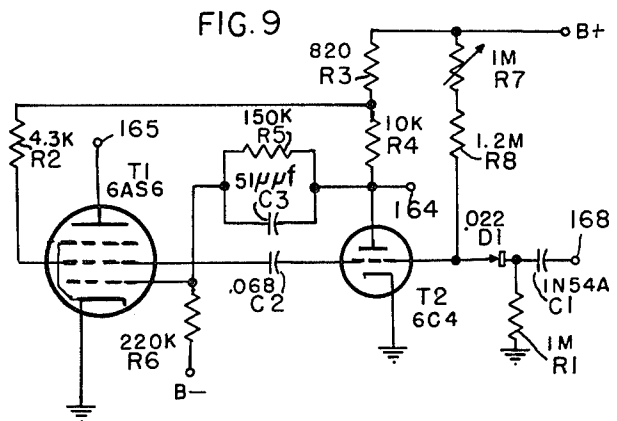 FIG. 9
B+
820
R3
1M
R7
4.3K
R2
165
150K
R5
10K
R4
1.2M
R8
T1
6AS6
51µµf
C3
164
.022
D1
168
.068
C2
1N54A
C1
T2
6C4
220K
R6
1M
R1
B−